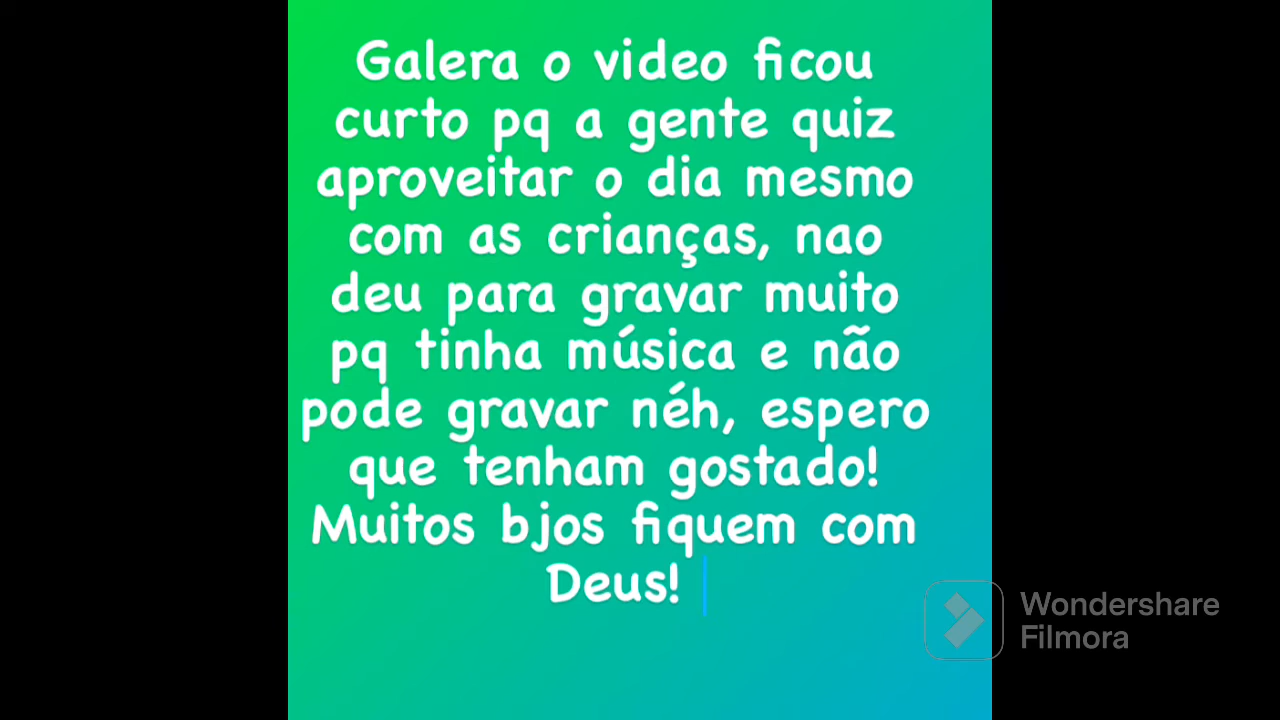 Galera o video ficou
curto pq a gente quiz
aproveitar o dia mesmo
com as crianças, nao
deu para gravar muito
pq tinha música e não
pode gravar néh, espero
que tenham gostado!
Muitos bjos fiquem com
Deus!
Wondershare
Filmora